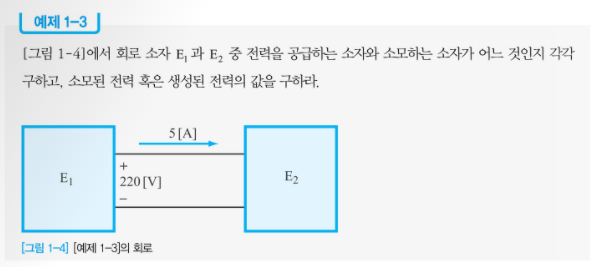 예제 1-3
[그림 1-4]에서 회로 소자 E₁과 E₂ 중 전력을 공급하는 소자와 소모하는 소자가 어느 것인지 각각
구하고, 소모된 전력 혹은 생성된 전력의 값을 구하라.
5[A]
+
E₁
220[V]
E₂
−
[그림 1-4] [예제 1-3]의 회로